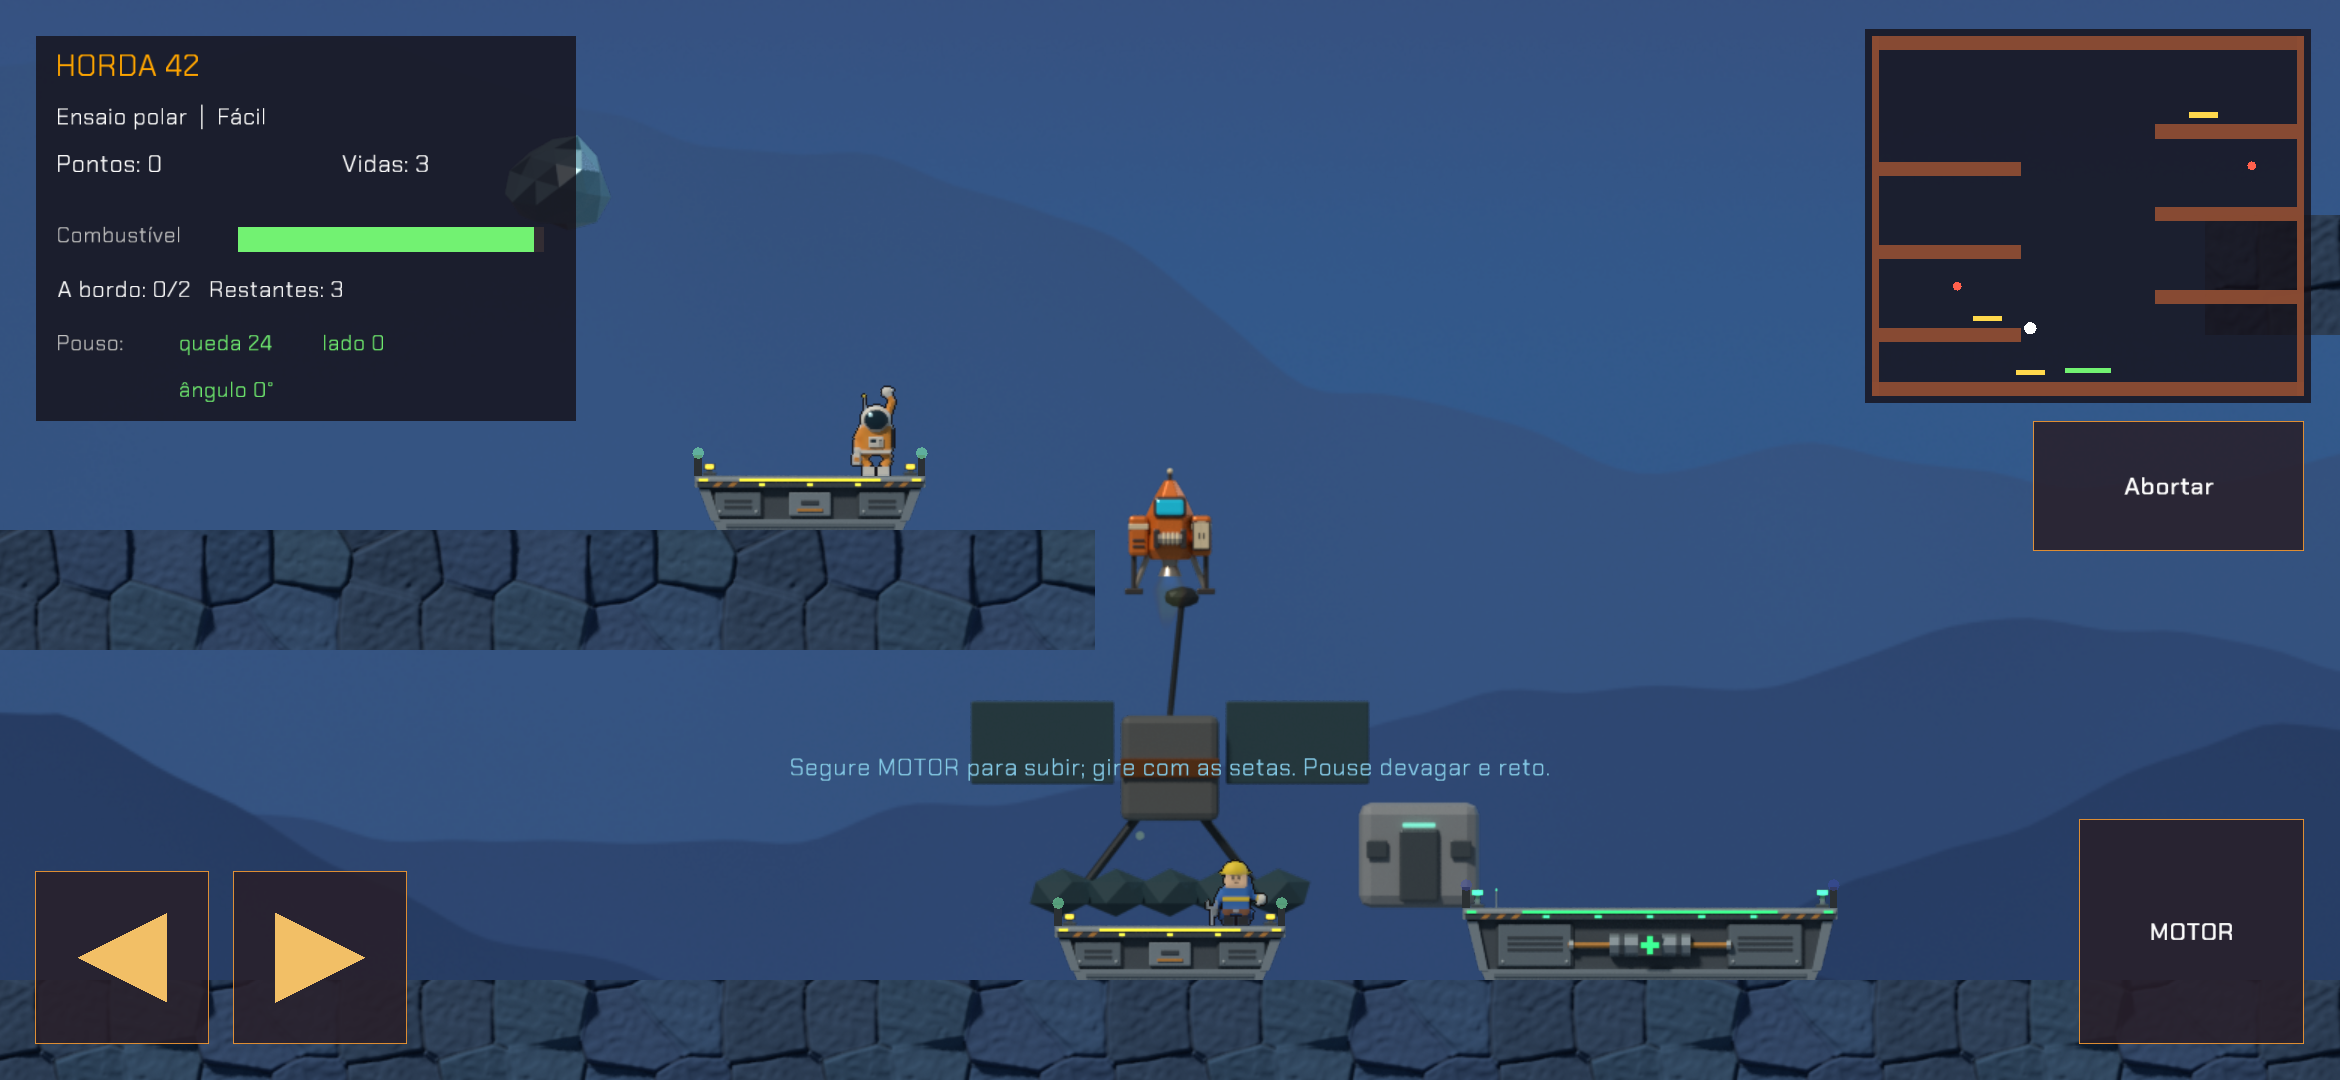 HORDA 42
Ensaio polar | Fácil
Pontos: 0 Vidas: 3
Combustível
A bordo: 0/2 Restantes: 3
Pouso: queda 24 lado 0
ângulo 0°
Abortar
Segure MOTOR para subir; gire com as setas. Pouse devagar e reto.
MOTOR